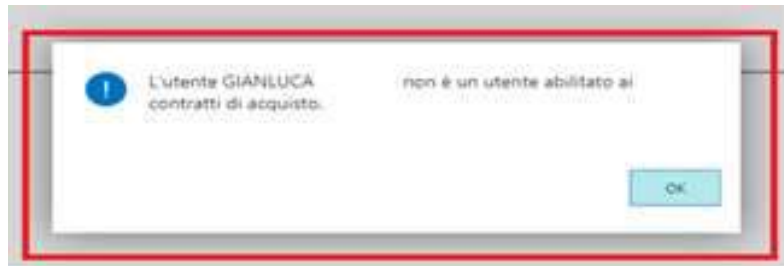 L'utente GIANLUCA non è un utente abilitato ai
contratti di acquisto.
OK